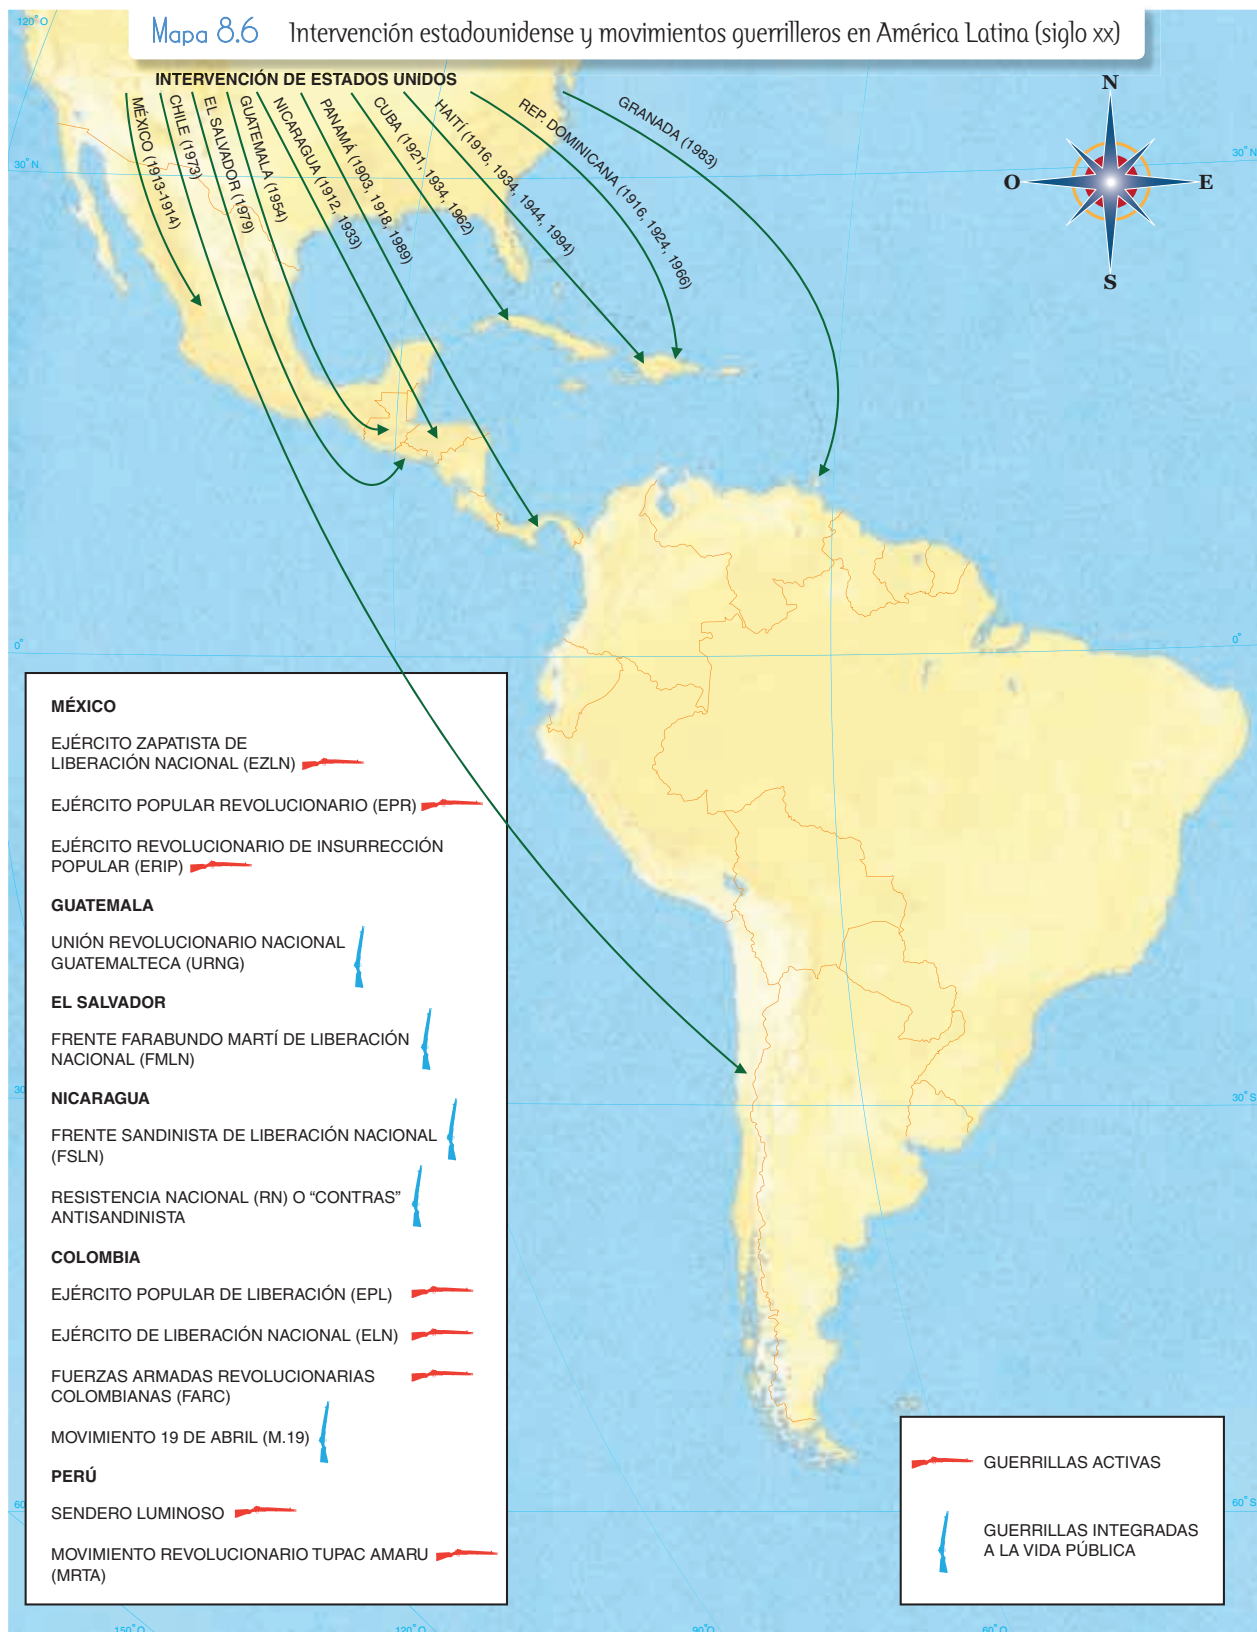 Mapa 8.6 Intervención estadounidense y movimientos guerrilleros en América Latina (siglo xx)
120° O
INTERVENCIÓN DE ESTADOS UNIDOS
MÉXICO (1913-1914)
CHILE (1973)
EL SALVADOR (1979)
GUATEMALA (1954)
NICARAGUA (1912, 1933)
PANAMÁ (1903, 1918, 1989)
CUBA (1921, 1934, 1962)
HAITÍ (1916, 1934, 1944, 1994)
REP. DOMINICANA (1916, 1924, 1966)
GRANADA (1983)
N
O
E
S
30° N
30° N
0°
0°
MÉXICO
EJÉRCITO ZAPATISTA DE
LIBERACIÓN NACIONAL (EZLN)
EJÉRCITO POPULAR REVOLUCIONARIO (EPR)
EJÉRCITO REVOLUCIONARIO DE INSURRECCIÓN
POPULAR (ERIP)
GUATEMALA
UNIÓN REVOLUCIONARIO NACIONAL
GUATEMALTECA (URNG)
EL SALVADOR
FRENTE FARABUNDO MARTÍ DE LIBERACIÓN
NACIONAL (FMLN)
NICARAGUA
FRENTE SANDINISTA DE LIBERACIÓN NACIONAL
(FSLN)
RESISTENCIA NACIONAL (RN) O “CONTRAS”
ANTISANDINISTA
COLOMBIA
EJÉRCITO POPULAR DE LIBERACIÓN (EPL)
EJÉRCITO DE LIBERACIÓN NACIONAL (ELN)
FUERZAS ARMADAS REVOLUCIONARIAS
COLOMBIANAS (FARC)
MOVIMIENTO 19 DE ABRIL (M.19)
PERÚ
SENDERO LUMINOSO
MOVIMIENTO REVOLUCIONARIO TUPAC AMARU
(MRTA)
30
30° S
60
60° S
GUERRILLAS ACTIVAS
GUERRILLAS INTEGRADAS
A LA VIDA PÚBLICA
150° O
120° O
90° O
60° O